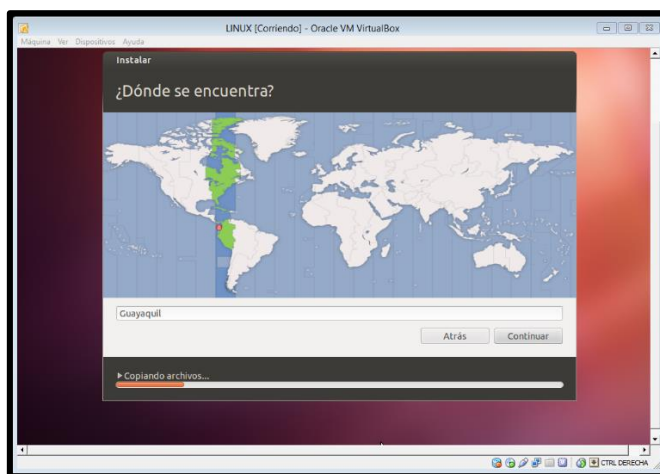 LINUX [Corriendo] - Oracle VM VirtualBox
Máquina Ver Dispositivos Ayuda
Instalar
¿Dónde se encuentra?
Guayaquil
Atrás Continuar
Copiando archivos...
CTRL DERECHA